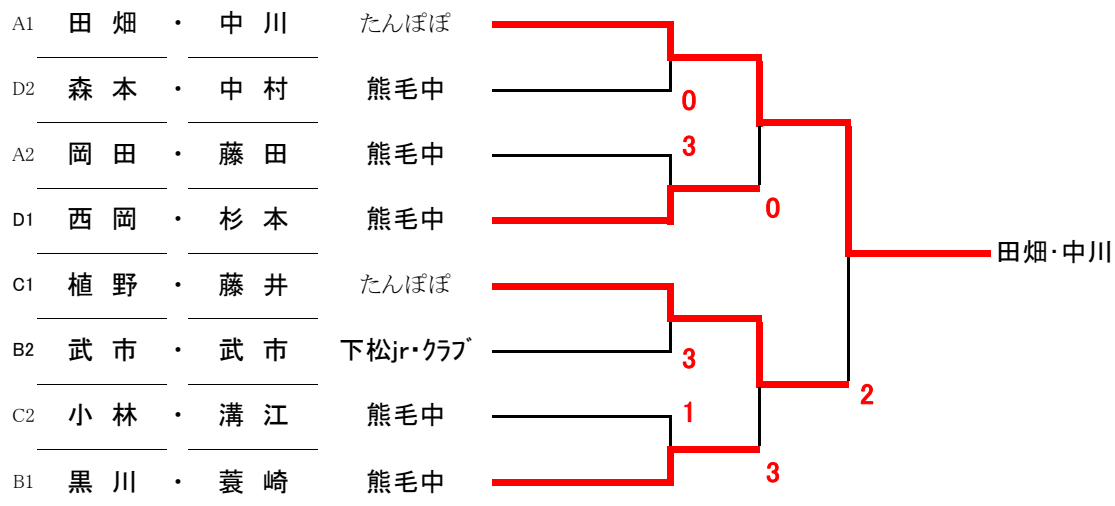 A1 田畑・中川 たんぽぽ
D2 森本・中村 熊毛中
0
A2 岡田・藤田 熊毛中
3
D1 西岡・杉本 熊毛中
0
田畑・中川
C1 植野・藤井 たんぽぽ
B2 武市・武市 下松jr・クラブ
3
2
C2 小林・溝江 熊毛中
1
B1 黒川・蓑崎 熊毛中
3